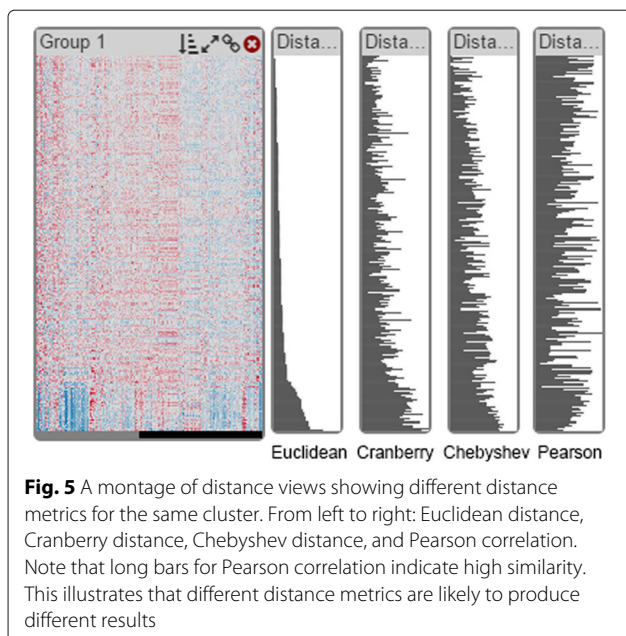 Group 1
Dista...
Dista...
Dista...
Dista...
Euclidean Cranberry Chebyshev Pearson
Fig. 5 A montage of distance views showing different distance
metrics for the same cluster. From left to right: Euclidean distance,
Cranberry distance, Chebyshev distance, and Pearson correlation.
Note that long bars for Pearson correlation indicate high similarity.
This illustrates that different distance metrics are likely to produce
different results